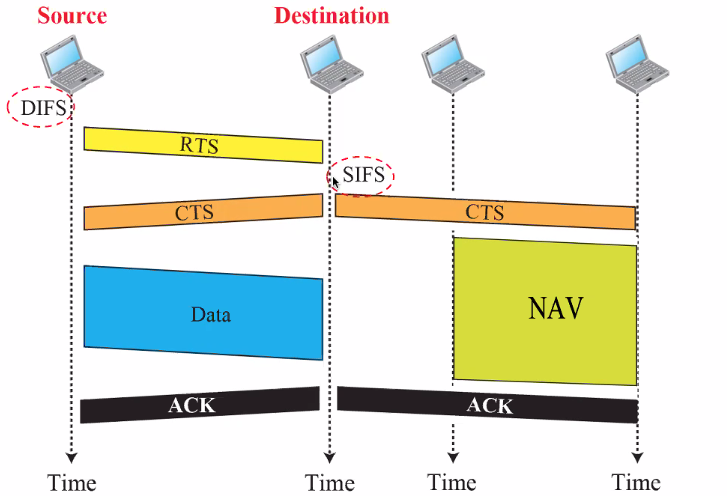 Source
Destination
DIFS
RTS
SIFS
CTS
CTS
Data
NAV
ACK
ACK
Time
Time
Time
Time